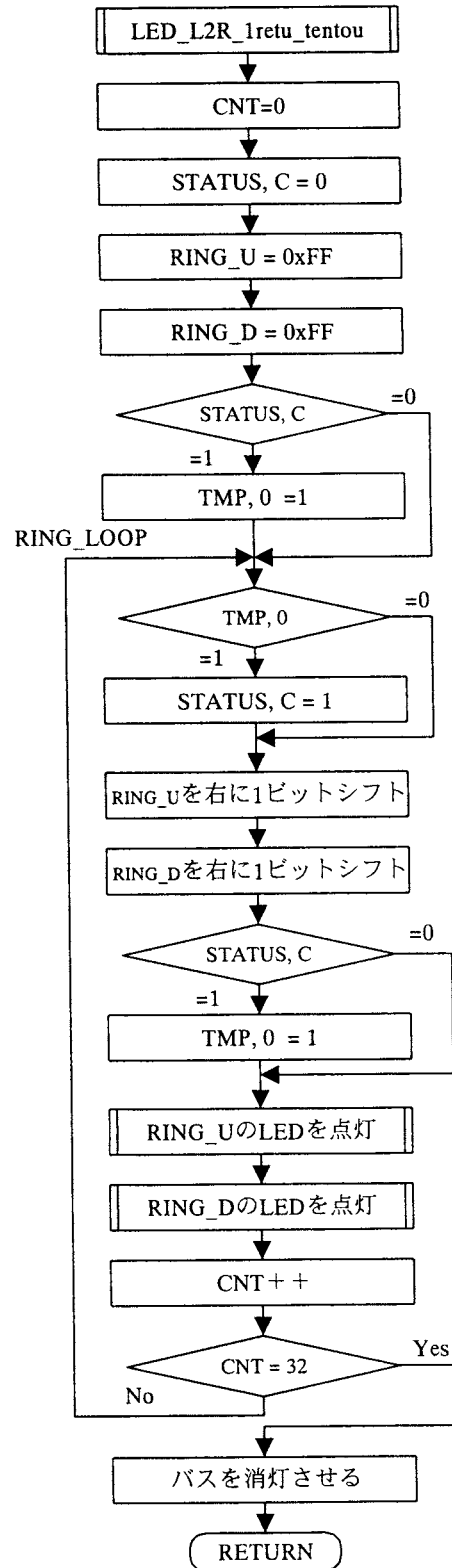 LED_L2R_1retu_tentou
CNT=0
STATUS, C = 0
RING_U = 0xFF
RING_D = 0xFF
STATUS, C
=0
=1
TMP, 0 =1
RING_LOOP
TMP, 0
=0
=1
STATUS, C = 1
RING_Uを右に1ビットシフト
RING_Dを右に1ビットシフト
STATUS, C
=0
=1
TMP, 0 = 1
RING_UのLEDを点灯
RING_DのLEDを点灯
CNT++
CNT = 32
Yes
No
バスを消灯させる
RETURN